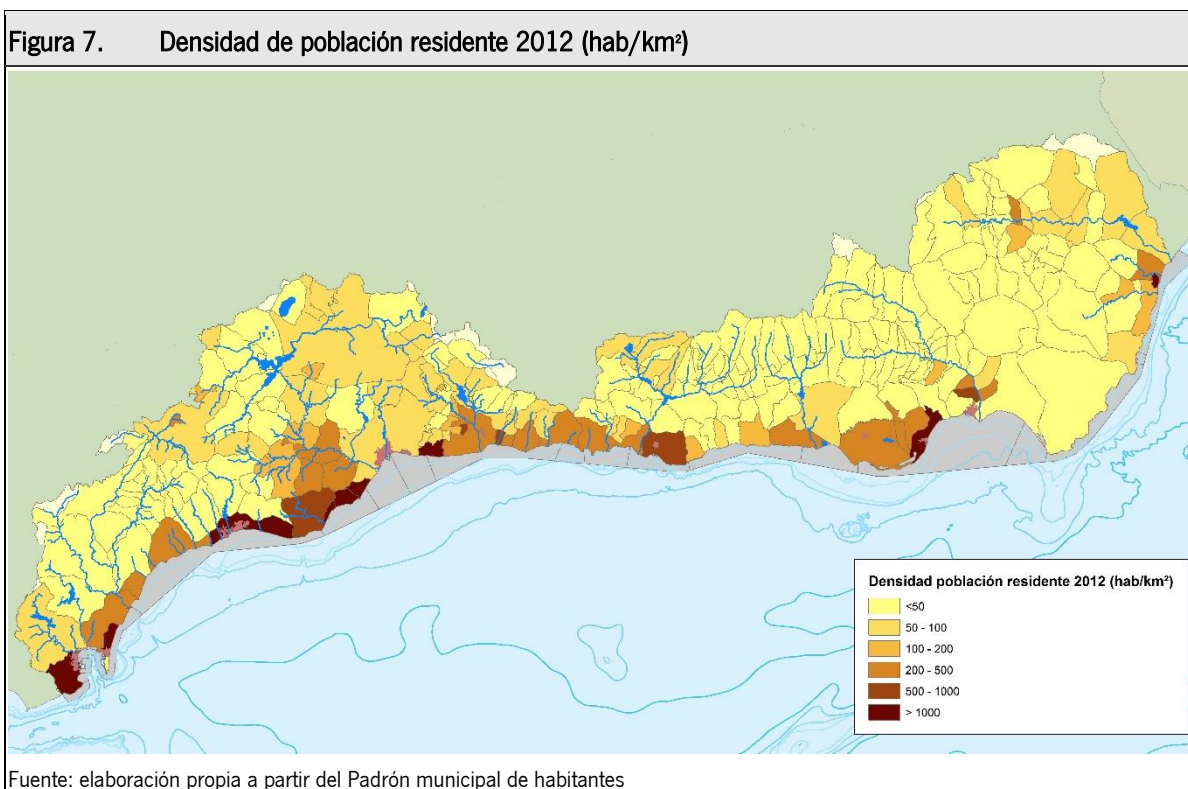 Figura 7. Densidad de población residente 2012 (hab/km²)
Densidad población residente 2012 (hab/km²)
<50
50 - 100
100 - 200
200 - 500
500 - 1000
> 1000
Fuente: elaboración propia a partir del Padrón municipal de habitantes